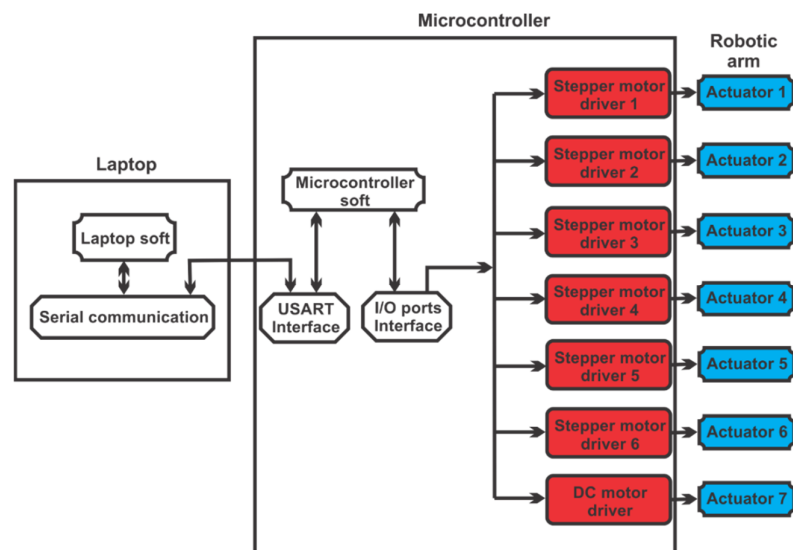 Microcontroller
Robotic
arm
Laptop
Laptop soft
Serial communication
Microcontroller
soft
USART
Interface
I/O ports
Interface
Stepper motor
driver 1
Actuator 1
Stepper motor
driver 2
Actuator 2
Stepper motor
driver 3
Actuator 3
Stepper motor
driver 4
Actuator 4
Stepper motor
driver 5
Actuator 5
Stepper motor
driver 6
Actuator 6
DC motor
driver
Actuator 7